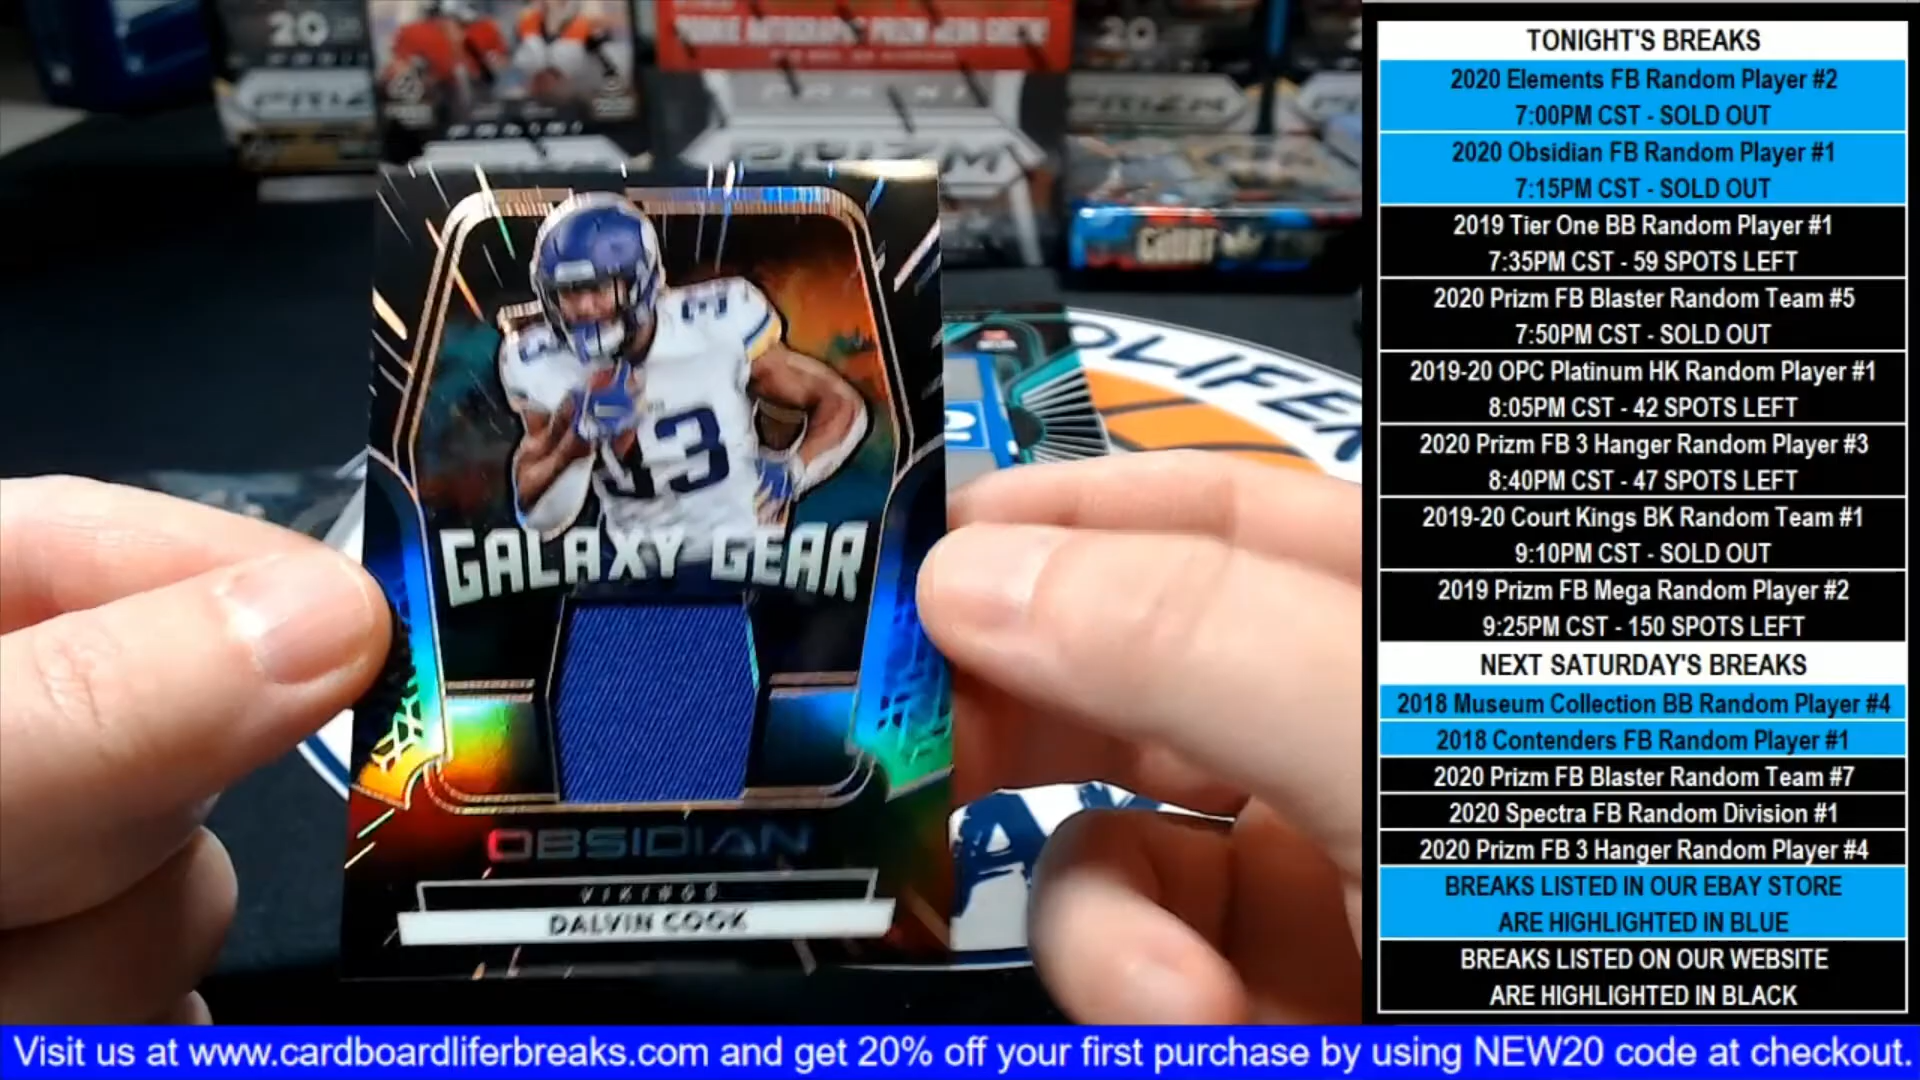 20
PANINI
PRIZM
GALAXY GEAR
33
OBSIDIAN
VIKINGS
DALVIN COOK
TONIGHT'S BREAKS
2020 Elements FB Random Player #2
7:00PM CST - SOLD OUT
2020 Obsidian FB Random Player #1
7:15PM CST - SOLD OUT
2019 Tier One BB Random Player #1
7:35PM CST - 59 SPOTS LEFT
2020 Prizm FB Blaster Random Team #5
7:50PM CST - SOLD OUT
2019-20 OPC Platinum HK Random Player #1
8:05PM CST - 42 SPOTS LEFT
2020 Prizm FB 3 Hanger Random Player #3
8:40PM CST - 47 SPOTS LEFT
2019-20 Court Kings BK Random Team #1
9:10PM CST - SOLD OUT
2019 Prizm FB Mega Random Player #2
9:25PM CST - 150 SPOTS LEFT
NEXT SATURDAY'S BREAKS
2018 Museum Collection BB Random Player #4
2018 Contenders FB Random Player #1
2020 Prizm FB Blaster Random Team #7
2020 Spectra FB Random Division #1
2020 Prizm FB 3 Hanger Random Player #4
BREAKS LISTED IN OUR EBAY STORE
ARE HIGHLIGHTED IN BLUE
BREAKS LISTED ON OUR WEBSITE
ARE HIGHLIGHTED IN BLACK
Visit us at www.cardboardliferbreaks.com and get 20% off your first purchase by using NEW20 code at checkout.